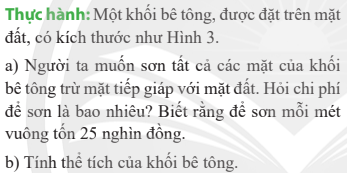 Thực hành: Một khối bê tông, được đặt trên mặt
đất, có kích thước như Hình 3.
a) Người ta muốn sơn tất cả các mặt của khối
bê tông trừ mặt tiếp giáp với mặt đất. Hỏi chi phí
để sơn là bao nhiêu? Biết rằng để sơn mỗi mét
vuông tốn 25 nghìn đồng.
b) Tính thể tích của khối bê tông.